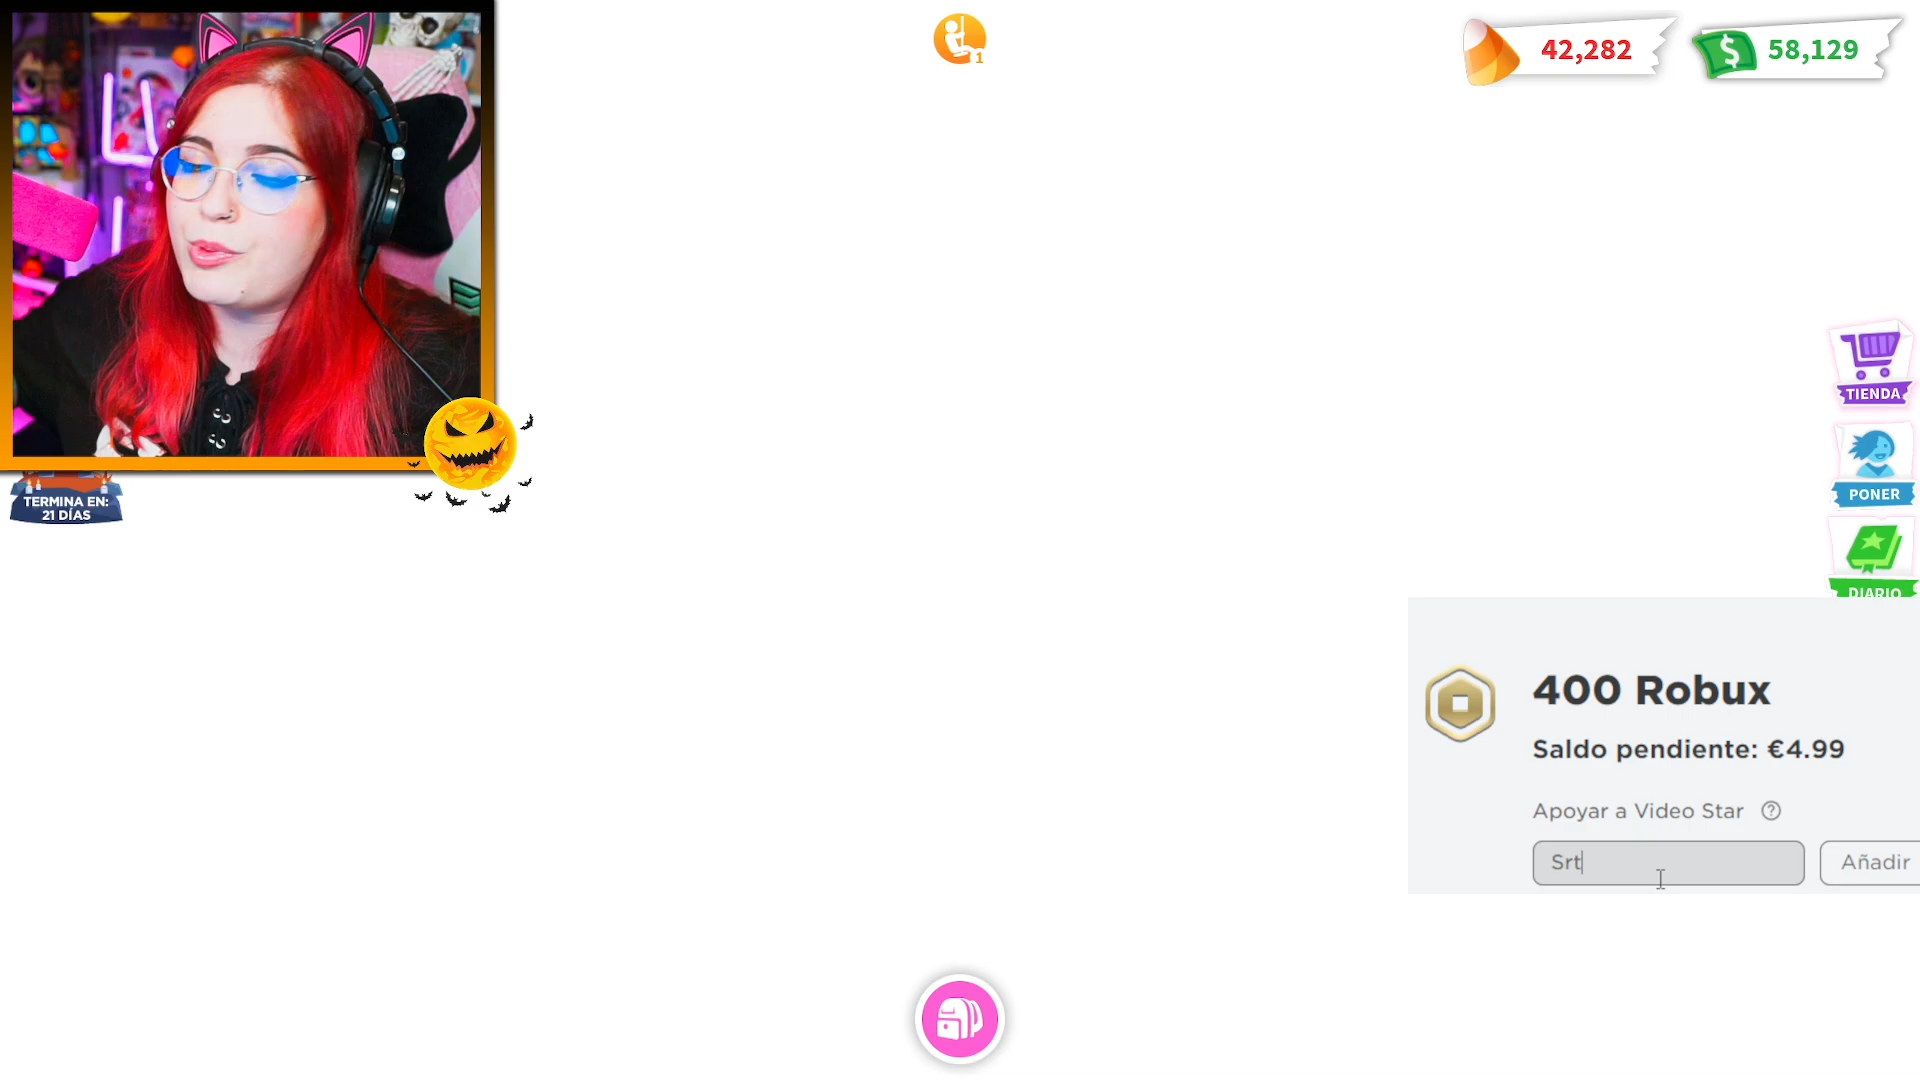 1
42,282
58,129
TIENDA
PONER
DIARIO
TERMINA EN:
21 DÍAS
400 Robux
Saldo pendiente: €4.99
Apoyar a Video Star
Srt
Añadir